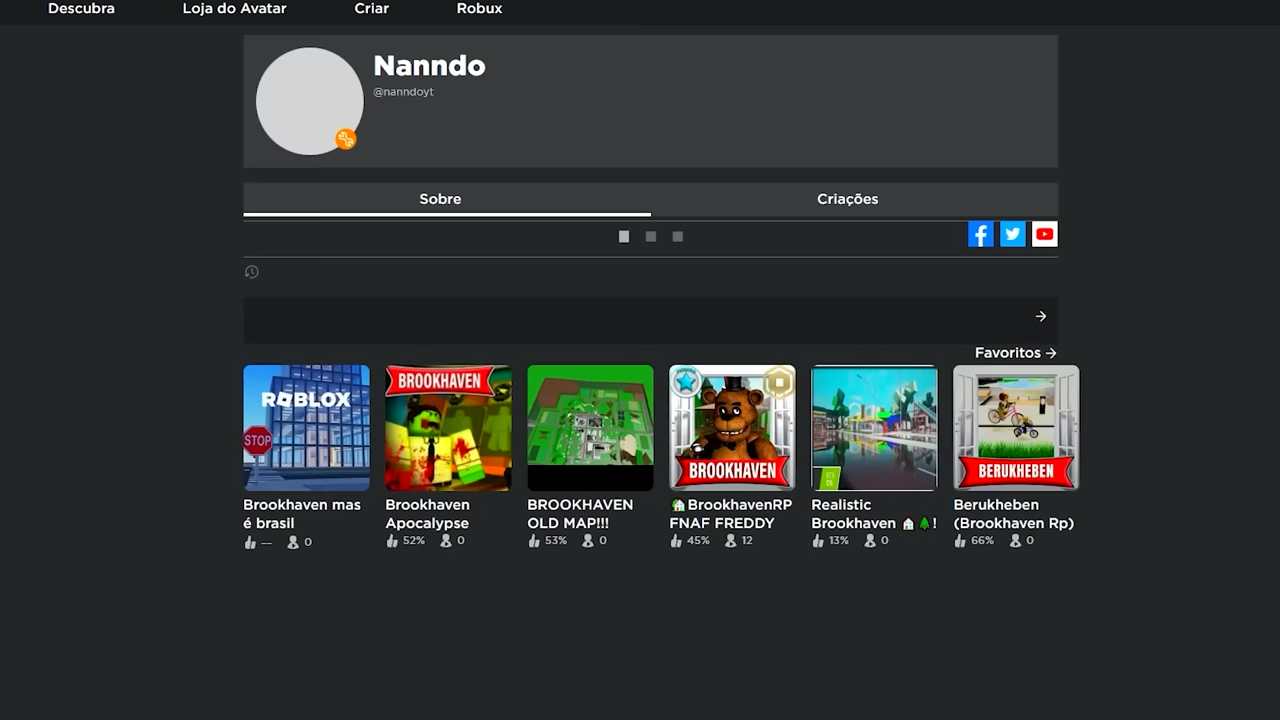 Descubra Loja do Avatar Criar Robux
Nanndo
@nanndoyt
Sobre Criações
Favoritos →
ROBLOX
STOP
BROOKHAVEN
BROOKHAVEN
BERUKHEBEN
Brookhaven mas
é brasil
-- 0
Brookhaven
Apocalypse
52% 0
BROOKHAVEN
OLD MAP!!!
53% 0
🏠BrookhavenRP
FNAF FREDDY
45% 12
Realistic
Brookhaven 🏠🌲!
13% 0
Berukheben
(Brookhaven Rp)
66% 0